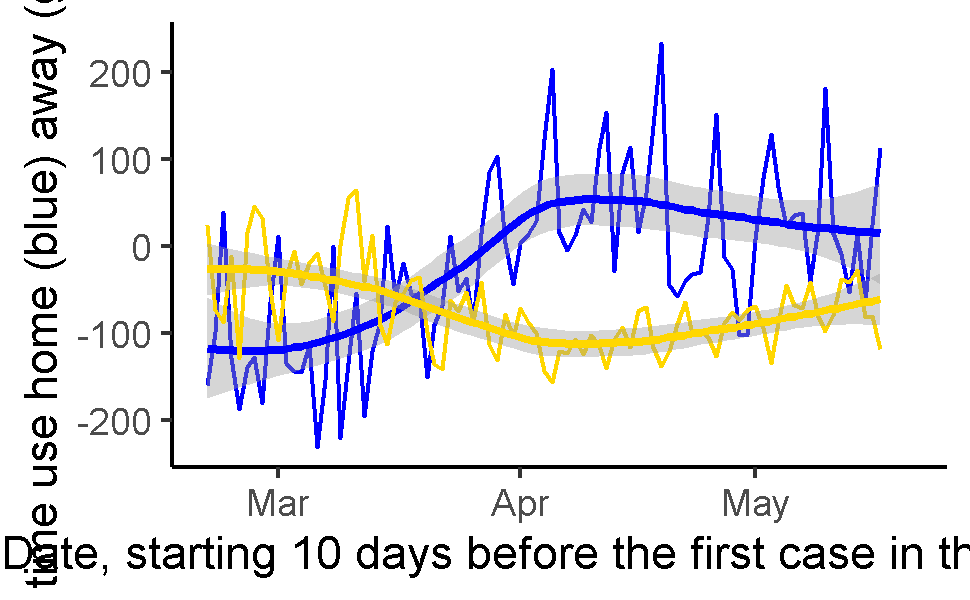 time use home (blue) away (
200
100
0
-100
-200
Mar Apr May
Date, starting 10 days before the first case in th